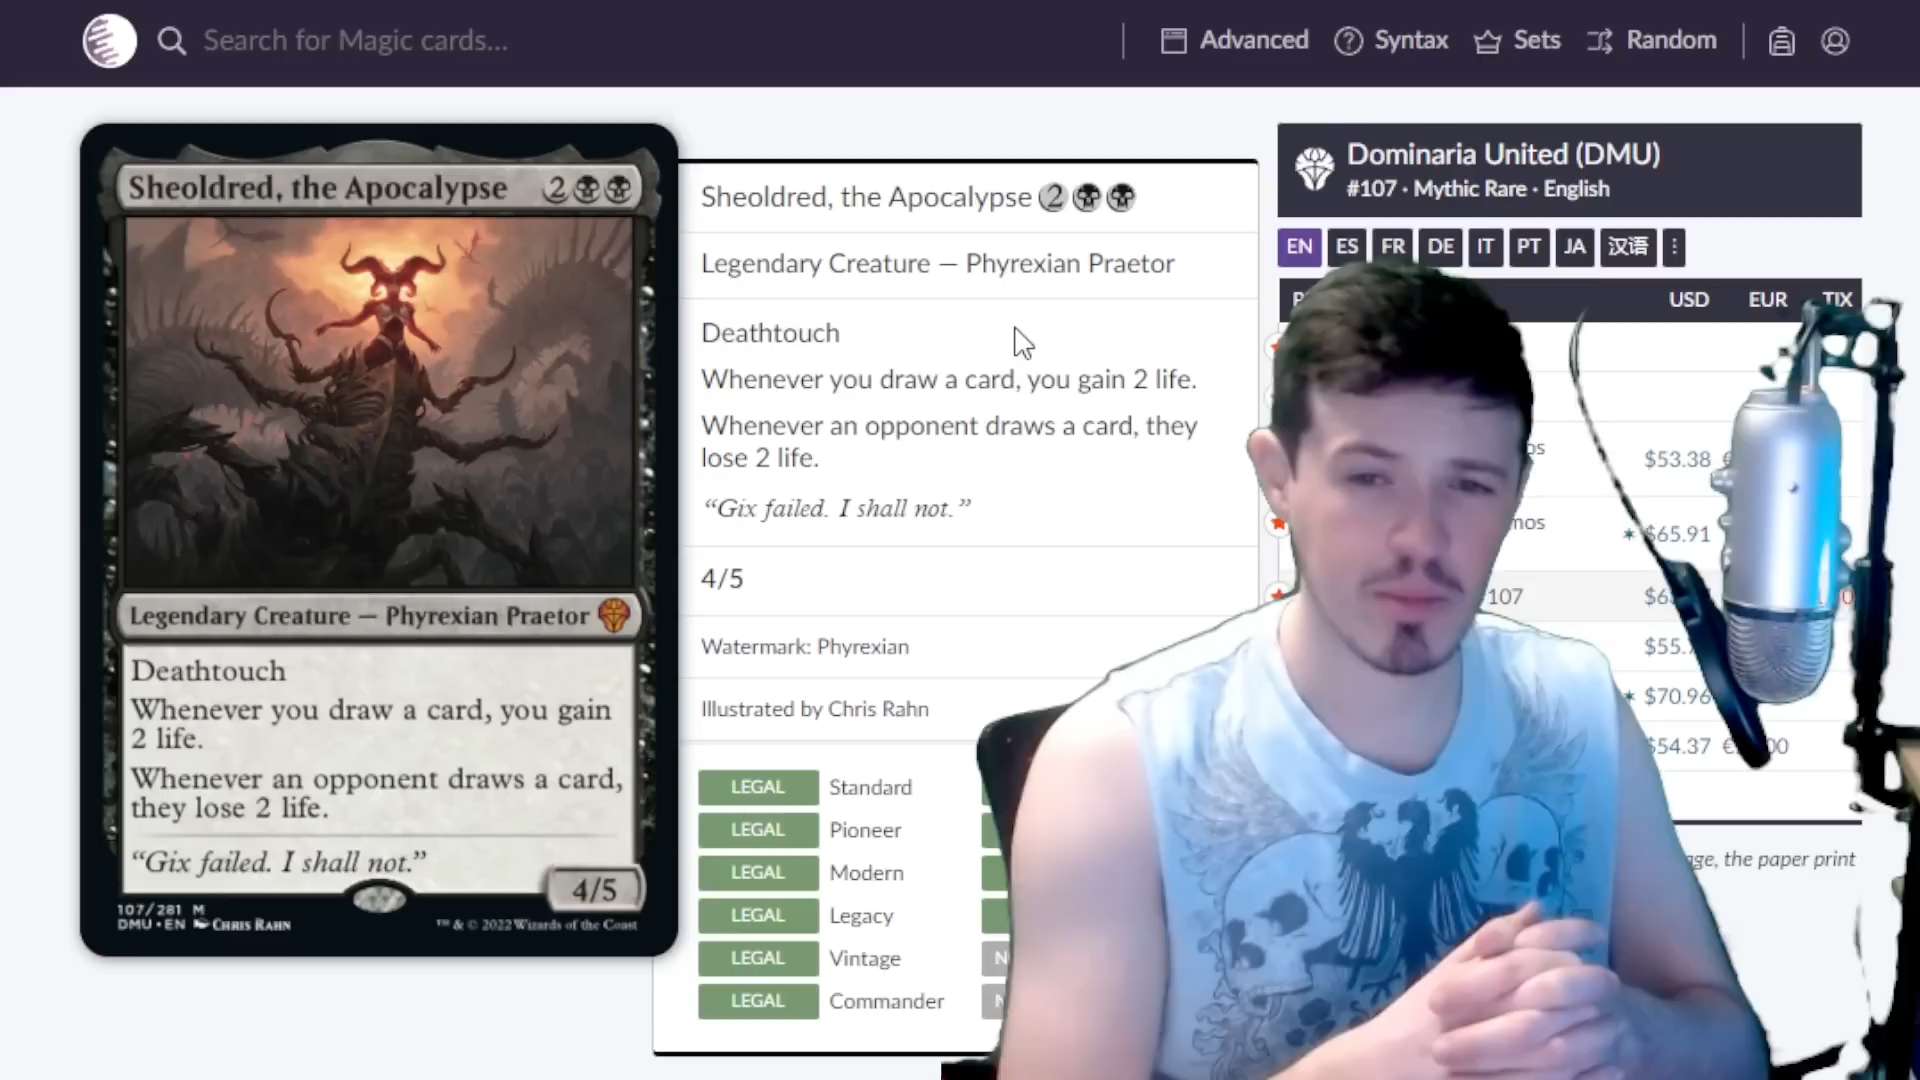 Search for Magic cards...
Advanced
Syntax
Sets
Random
Sheoldred, the Apocalypse 2
Legendary Creature — Phyrexian Praetor
Deathtouch
Whenever you draw a card, you gain
2 life.
Whenever an opponent draws a card,
they lose 2 life.
“Gix failed. I shall not.”
4/5
107/281 M
DMU • EN Chris Rahn
™ & © 2022 Wizards of the Coast
Sheoldred, the Apocalypse 2
Legendary Creature — Phyrexian Praetor
Deathtouch
Whenever you draw a card, you gain 2 life.
Whenever an opponent draws a card, they
lose 2 life.
“Gix failed. I shall not.”
4/5
Watermark: Phyrexian
Illustrated by Chris Rahn
LEGAL Standard
LEGAL Pioneer
LEGAL Modern
LEGAL Legacy
LEGAL Vintage
LEGAL Commander
Dominaria United (DMU)
#107 · Mythic Rare · English
EN ES FR DE IT PT JA 汉语
USD EUR TIX
$53.38
$65.91
107
$70.96
$54.37
the paper print